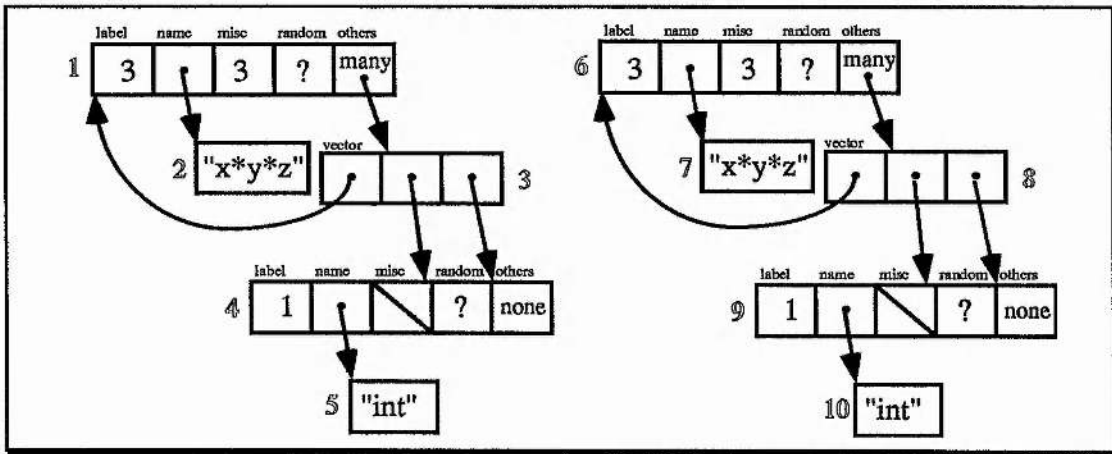 label name misc random others
1 3 3 ? many
2 "x*y*z"
vector
3
label name misc random others
4 1 ? none
5 "int"
label name misc random others
6 3 3 ? many
7 "x*y*z"
vector
8
label name misc random others
9 1 ? none
10 "int"